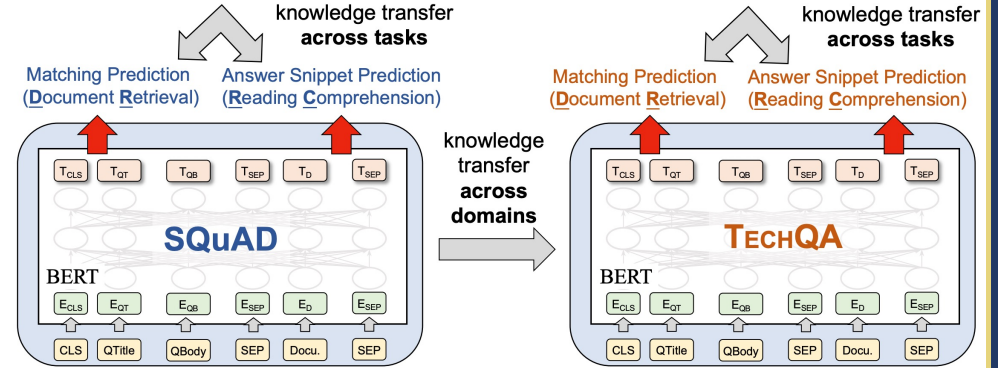 knowledge transfer
across tasks
Matching Prediction
(Document Retrieval)
Answer Snippet Prediction
(Reading Comprehension)
TCLS TQT TQB TSEP TD TSEP
SQuAD
BERT
ECLS EQT EQB ESEP ED ESEP
CLS QTitle QBody SEP Docu. SEP
knowledge
transfer
across
domains
knowledge transfer
across tasks
Matching Prediction
(Document Retrieval)
Answer Snippet Prediction
(Reading Comprehension)
TCLS TQT TQB TSEP TD TSEP
TECHQA
BERT
ECLS EQT EQB ESEP ED ESEP
CLS QTitle QBody SEP Docu. SEP